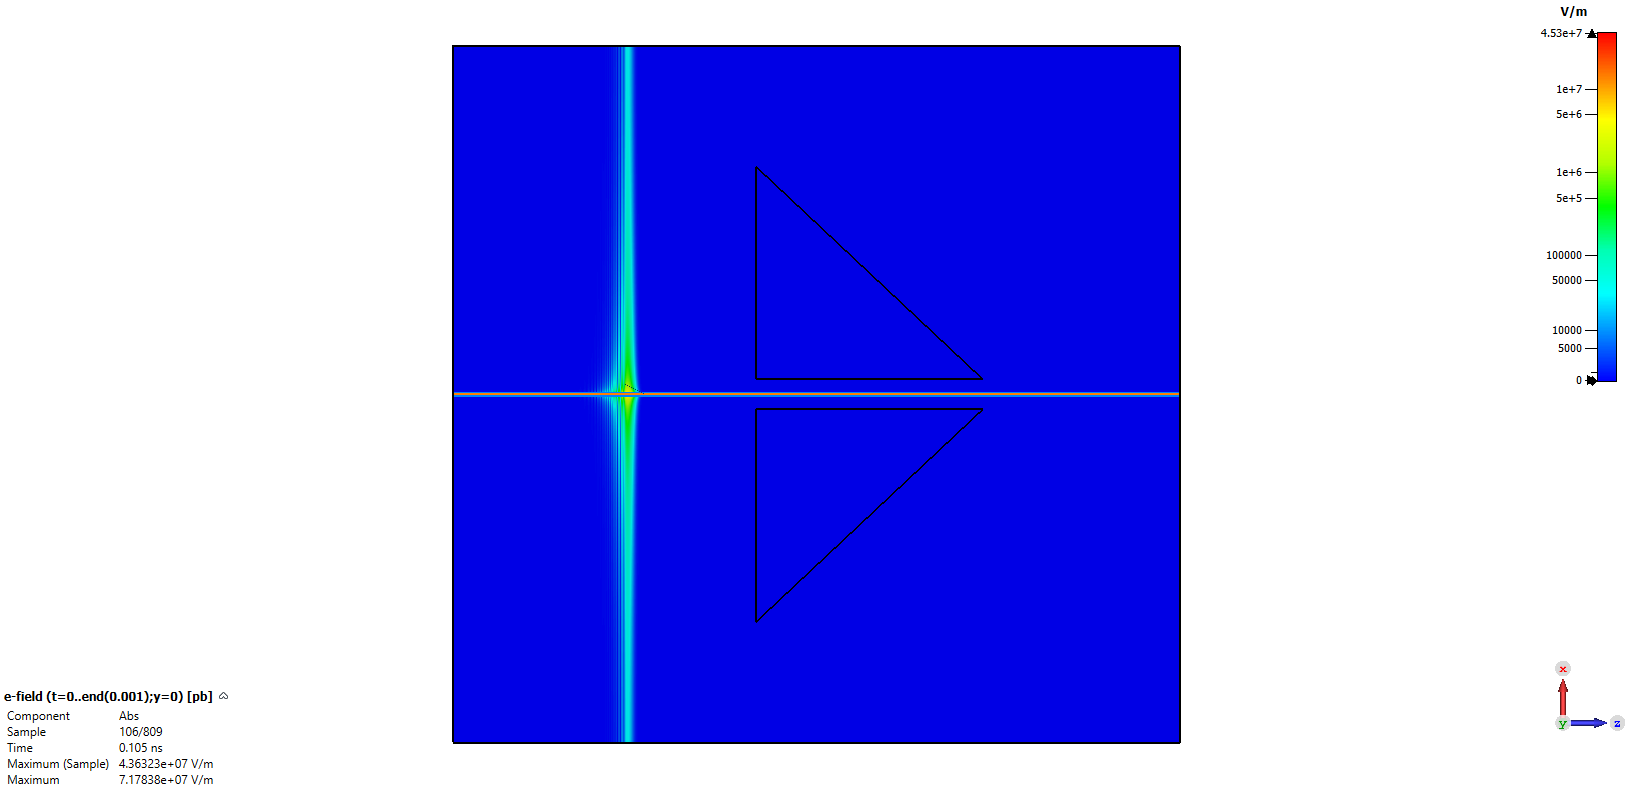 V/m
4.53e+7
1e+7
5e+6
1e+6
5e+5
100000
50000
10000
5000
0
x
y
z
e-field (t=0..end(0.001);y=0) [pb]
Component Abs
Sample 106/809
Time 0.105 ns
Maximum (Sample) 4.36323e+07 V/m
Maximum 7.17838e+07 V/m